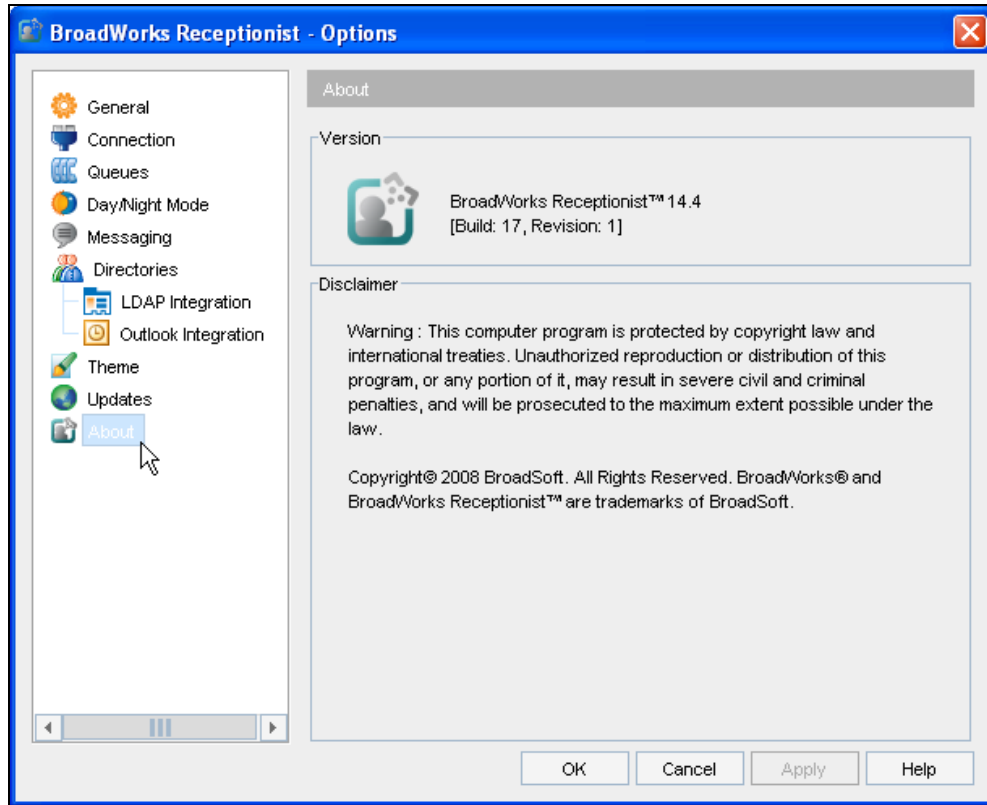 BroadWorks Receptionist - Options
General
Connection
Queues
Day/Night Mode
Messaging
Directories
LDAP Integration
Outlook Integration
Theme
Updates
About
About
Version
BroadWorks Receptionist™ 14.4
[Build: 17, Revision: 1]
Disclaimer
Warning : This computer program is protected by copyright law and
international treaties. Unauthorized reproduction or distribution of this
program, or any portion of it, may result in severe civil and criminal
penalties, and will be prosecuted to the maximum extent possible under the
law.
Copyright© 2008 BroadSoft. All Rights Reserved. BroadWorks® and
BroadWorks Receptionist™ are trademarks of BroadSoft.
OK
Cancel
Apply
Help